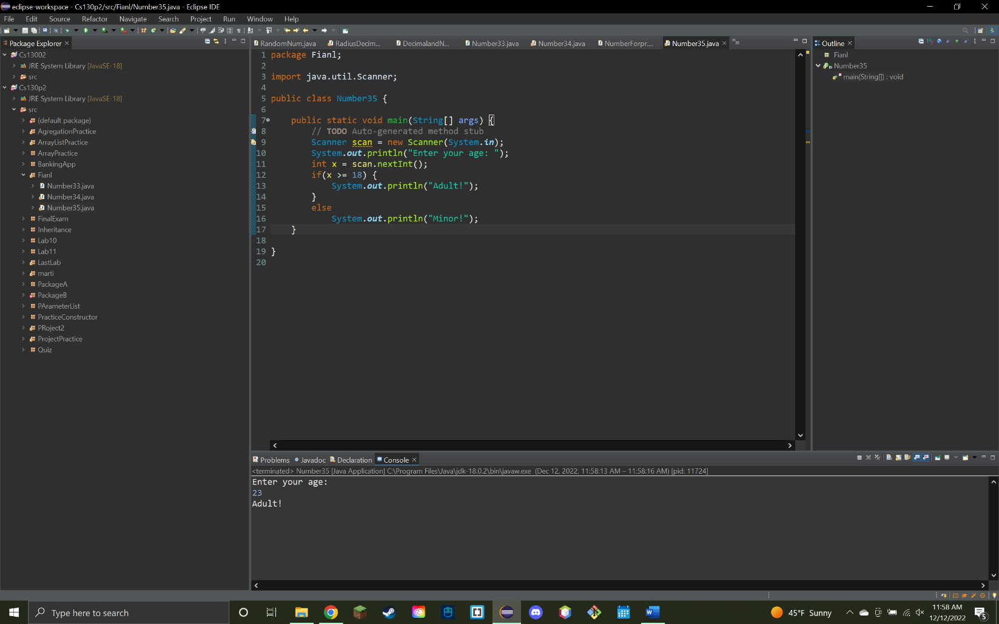 eclipse-workspace - Cs130p2/src/Fianl/Number35.java - Eclipse IDE
File Edit Source Refactor Navigate Search Project Run Window Help
Package Explorer
Cs13002
JRE System Library [JavaSE-18]
src
Cs130p2
JRE System Library [JavaSE-18]
src
(default package)
AgregationPractice
ArrayListPractice
ArrayPractice
BankingApp
Fianl
Number33.java
Number34.java
Number35.java
FinalExam
Inheritance
Lab10
Lab11
LastLab
marti
PackageA
PackageB
PArameterList
PracticeConstructor
PRoject2
ProjectPractice
Quiz
RandomNum.java RadiusDecim... DecimalandN... Number33.java Number34.java NumberForpr.... Number35.java »30
1 package Fianl;
2
3 import java.util.Scanner;
4
5 public class Number35 {
6
7 public static void main(String[] args) {
8 // TODO Auto-generated method stub
9 Scanner scan = new Scanner(System.in);
10 System.out.println("Enter your age: ");
11 int x = scan.nextInt();
12 if(x >= 18) {
13 System.out.println("Adult!");
14 }
15 else
16 System.out.println("Minor!");
17 }
18
19 }
20
Outline
Fianl
Number35
main(String[]) : void
Problems Javadoc Declaration Console
<terminated> Number35 [Java Application] C:\Program Files\Java\jdk-18.0.2\bin\javaw.exe (Dec 12, 2022, 11:58:13 AM – 11:58:16 AM) [pid: 11724]
Enter your age:
23
Adult!
Type here to search
45°F Sunny
11:58 AM
12/12/2022
5